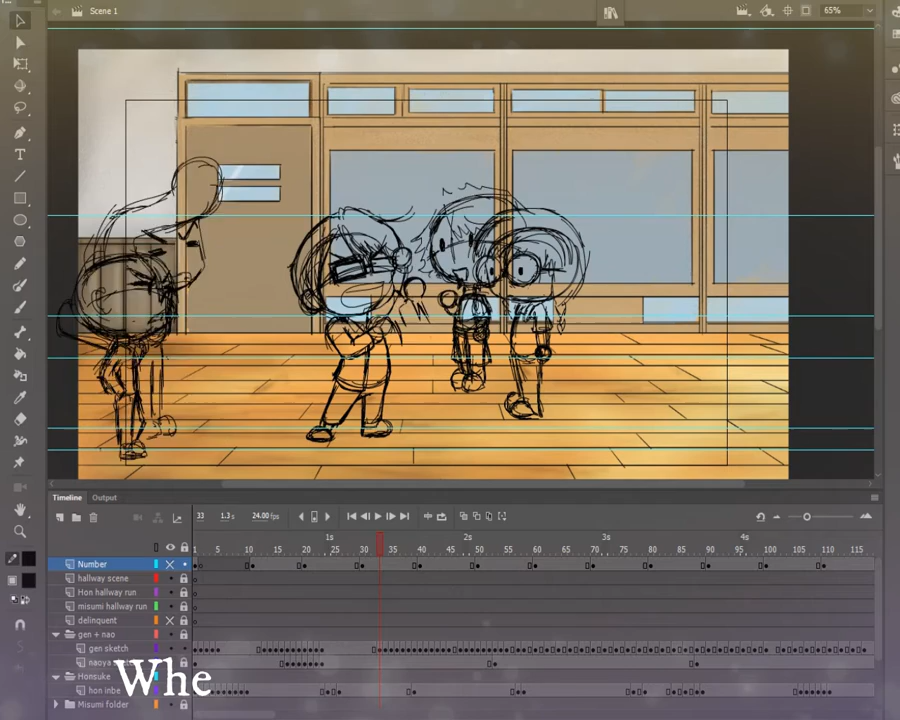 Scene 1
65%
Timeline
Output
33
1.3 s
24.00 fps
1s
2s
3s
4s
1
5
10
15
20
25
30
35
40
45
50
55
60
65
70
75
80
85
90
95
100
105
110
115
Number
hallway scene
Hon hallway run
misumi hallway run
delinquent
gen + nao
gen sketch
Honsuke
hon inbe
Misumi folder
Whe